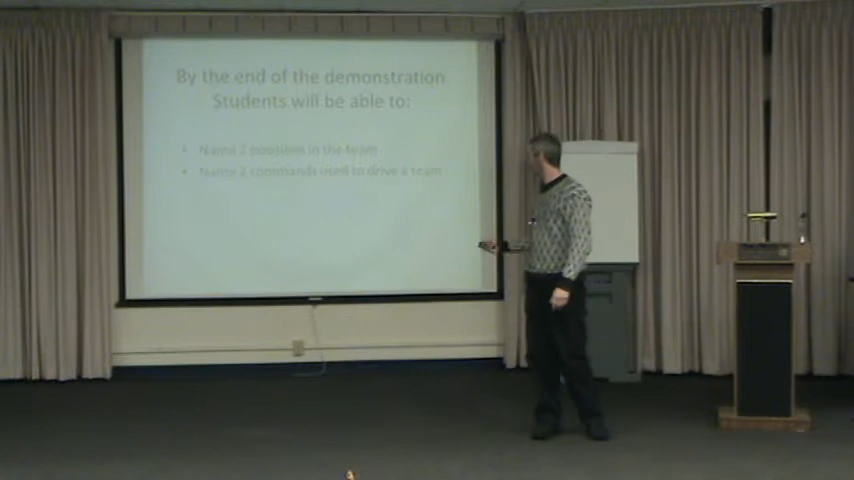 By the end of the demonstration
Students will be able to:
• Name 2 positions in the team
• Name 2 commands used to drive a team